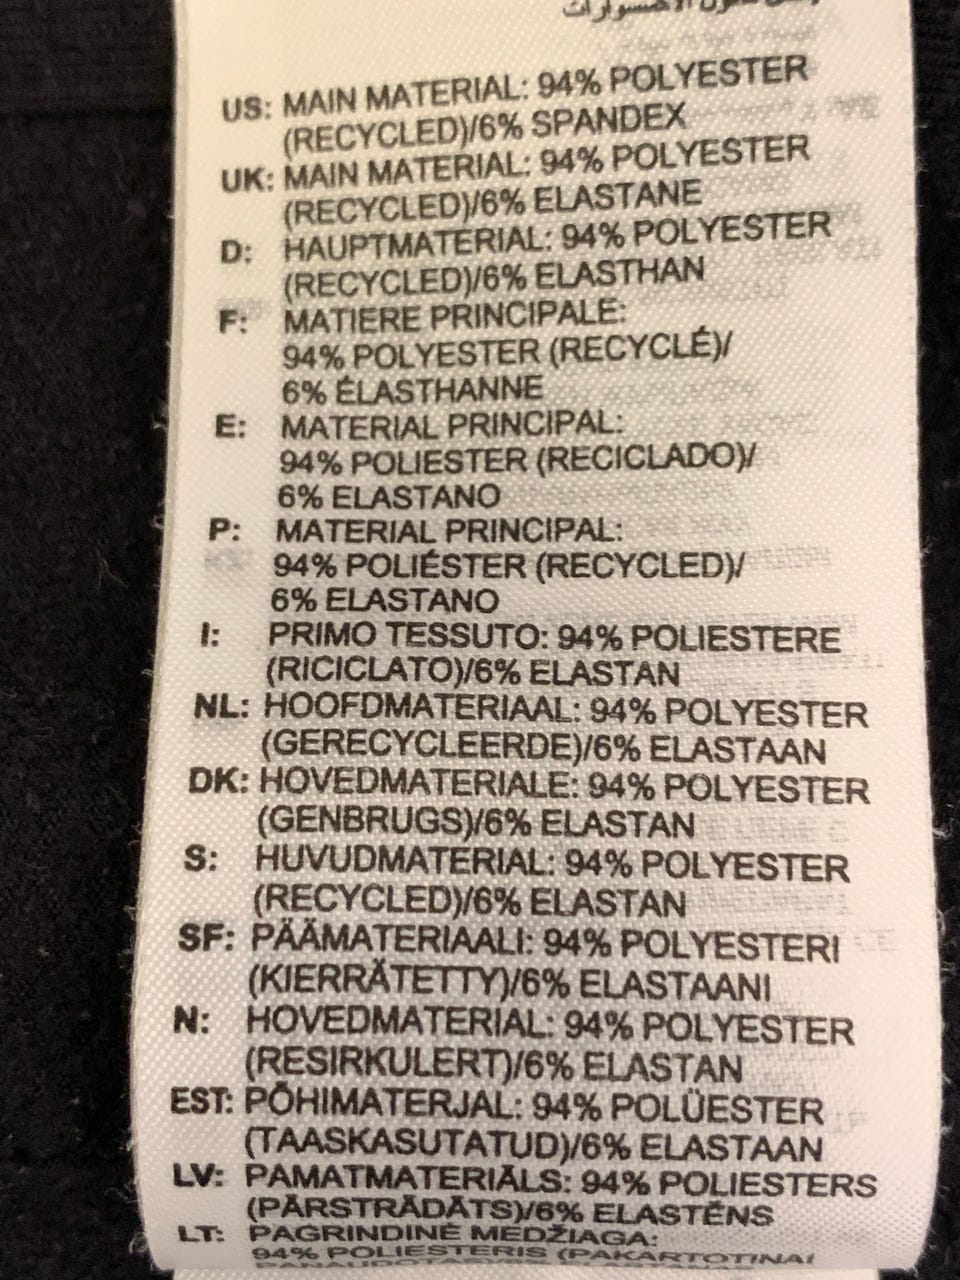 US: MAIN MATERIAL: 94% POLYESTER
(RECYCLED)/6% SPANDEX
UK: MAIN MATERIAL: 94% POLYESTER
(RECYCLED)/6% ELASTANE
D: HAUPTMATERIAL: 94% POLYESTER
(RECYCLED)/6% ELASTHAN
F: MATIERE PRINCIPALE:
94% POLYESTER (RECYCLÉ)/
6% ÉLASTHANNE
E: MATERIAL PRINCIPAL:
94% POLIESTER (RECICLADO)/
6% ELASTANO
P: MATERIAL PRINCIPAL:
94% POLIÉSTER (RECYCLED)/
6% ELASTANO
I: PRIMO TESSUTO: 94% POLIESTERE
(RICICLATO)/6% ELASTAN
NL: HOOFDMATERIAAL: 94% POLYESTER
(GERECYCLEERDE)/6% ELASTAAN
DK: HOVEDMATERIALE: 94% POLYESTER
(GENBRUGS)/6% ELASTAN
S: HUVUDMATERIAL: 94% POLYESTER
(RECYCLED)/6% ELASTAN
SF: PÄÄMATERIAALI: 94% POLYESTERI
(KIERRÄTETTY)/6% ELASTAANI
N: HOVEDMATERIAL: 94% POLYESTER
(RESIRKULERT)/6% ELASTAN
EST: PÕHIMATERJAL: 94% POLÜESTER
(TAASKASUTATUD)/6% ELASTAAN
LV: PAMATMATERIĀLS: 94% POLIESTERS
(PĀRSTRĀDĀTS)/6% ELASTĒNS
LT: PAGRINDINĖ MEDŽIAGA:
94% POLIESTERIS (PAKARTOTINAI